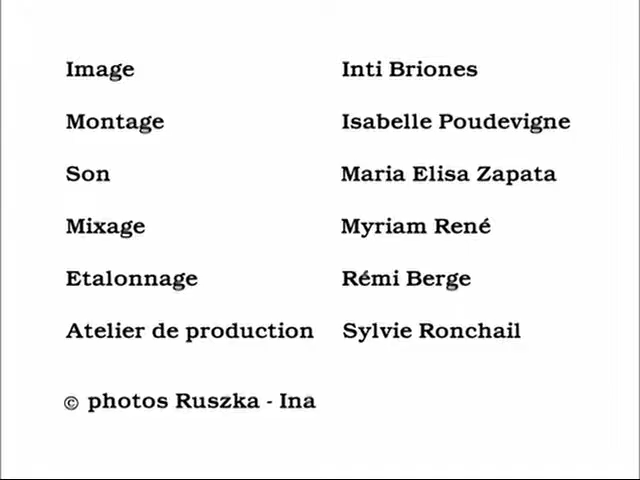 Image Inti Briones
Montage Isabelle Poudevigne
Son Maria Elisa Zapata
Mixage Myriam René
Etalonnage Rémi Berge
Atelier de production Sylvie Ronchail
© photos Ruszka - Ina